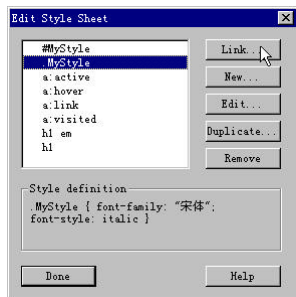 Edit Style Sheet
#MyStyle
.MyStyle
a:active
a:hover
a:link
a:visited
h1 em
h1
Link...
New...
Edit...
Duplicate...
Remove
Style definition
.MyStyle { font-family: "宋体";
font-style: italic }
Done
Help